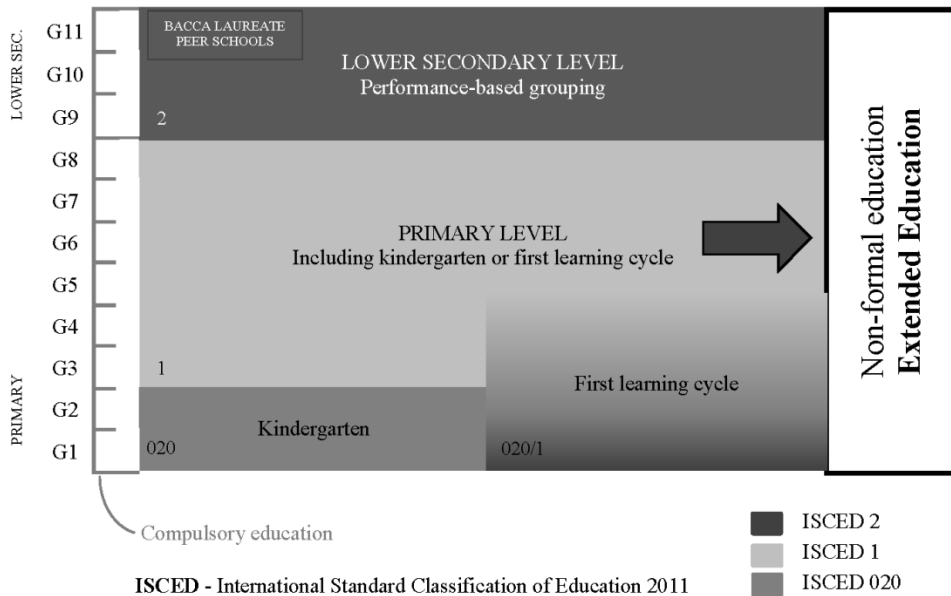 LOWER SEC.
PRIMARY
G11
G10
G9
G8
G7
G6
G5
G4
G3
G2
G1
BACCA LAUREATE
PEER SCHOOLS
LOWER SECONDARY LEVEL
Performance-based grouping
2
PRIMARY LEVEL
Including kindergarten or first learning cycle
1
First learning cycle
Kindergarten
020
020/1
Non-formal education
Extended Education
Compulsory education
ISCED 2
ISCED 1
ISCED 020
ISCED - International Standard Classification of Education 2011